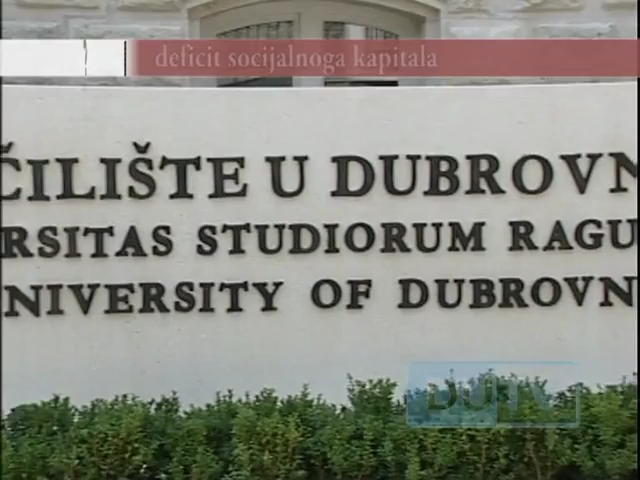 deficit socijalnoga kapitala
ČILIŠTE U DUBROVN
RSITAS STUDIORUM RAGU
NIVERSITY OF DUBROVN
DUTV